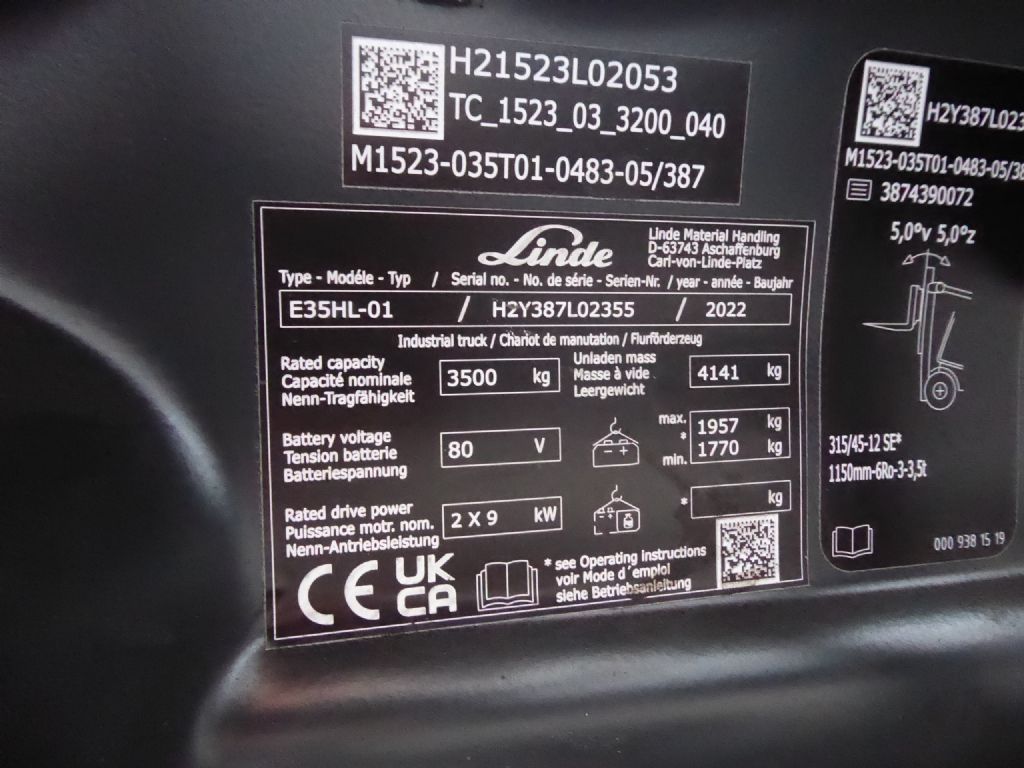 H21523L02053
TC_1523_03_3200_040
M1523-035T01-0483-05/387
Linde
Linde Material Handling
D-63743 Aschaffenburg
Carl-von-Linde-Platz
Type - Modéle - Typ / Serial no. - No. de série - Serien-Nr. / year - année - Baujahr
E35HL-01 / H2Y387L02355 / 2022
Industrial truck / Chariot de manutation / Flurförderzeug
Rated capacity
Capacité nominale
Nenn-Tragfähigkeit
3500 kg
Unladen mass
Masse à vide
Leergewicht
4141 kg
Battery voltage
Tension batterie
Batteriespannung
80 V
- +
max. 1957 kg
*
min. 1770 kg
Rated drive power
Puissance motr. nom.
Nenn-Antriebsleistung
2 X 9 kW
+ -
* kg
CE UK
CA
* see Operating Instructions
voir Mode d´emploi
siehe Betriebsanleitung
H2Y387L023
M1523-035T01-0483-05/38
3874390072
5,0°v 5,0°z
315/45-12 SE*
1150mm-6Ro-3-3,5t
000 938 15 19